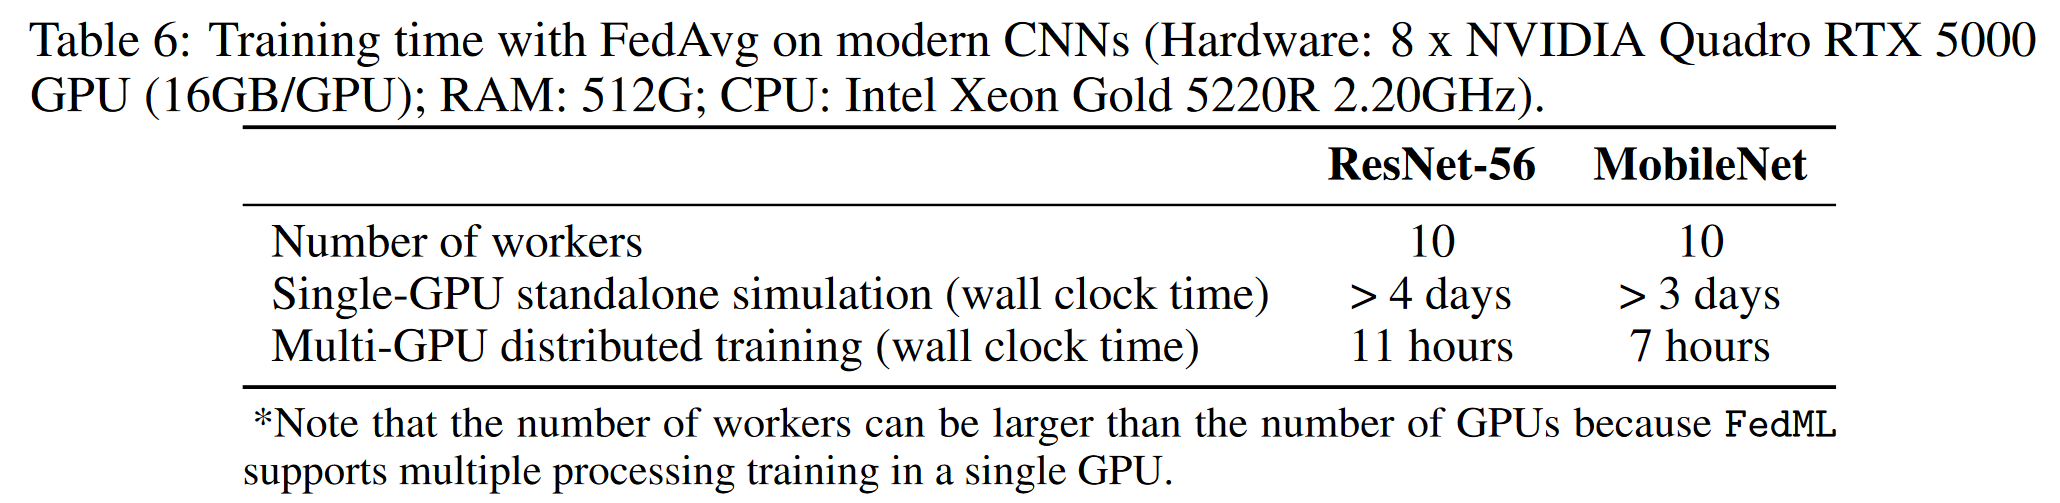 Table 6: Training time with FedAvg on modern CNNs (Hardware: 8 x NVIDIA Quadro RTX 5000
GPU (16GB/GPU); RAM: 512G; CPU: Intel Xeon Gold 5220R 2.20GHz).
ResNet-56 MobileNet
Number of workers 10 10
Single-GPU standalone simulation (wall clock time) > 4 days > 3 days
Multi-GPU distributed training (wall clock time) 11 hours 7 hours
*Note that the number of workers can be larger than the number of GPUs because FedML
supports multiple processing training in a single GPU.